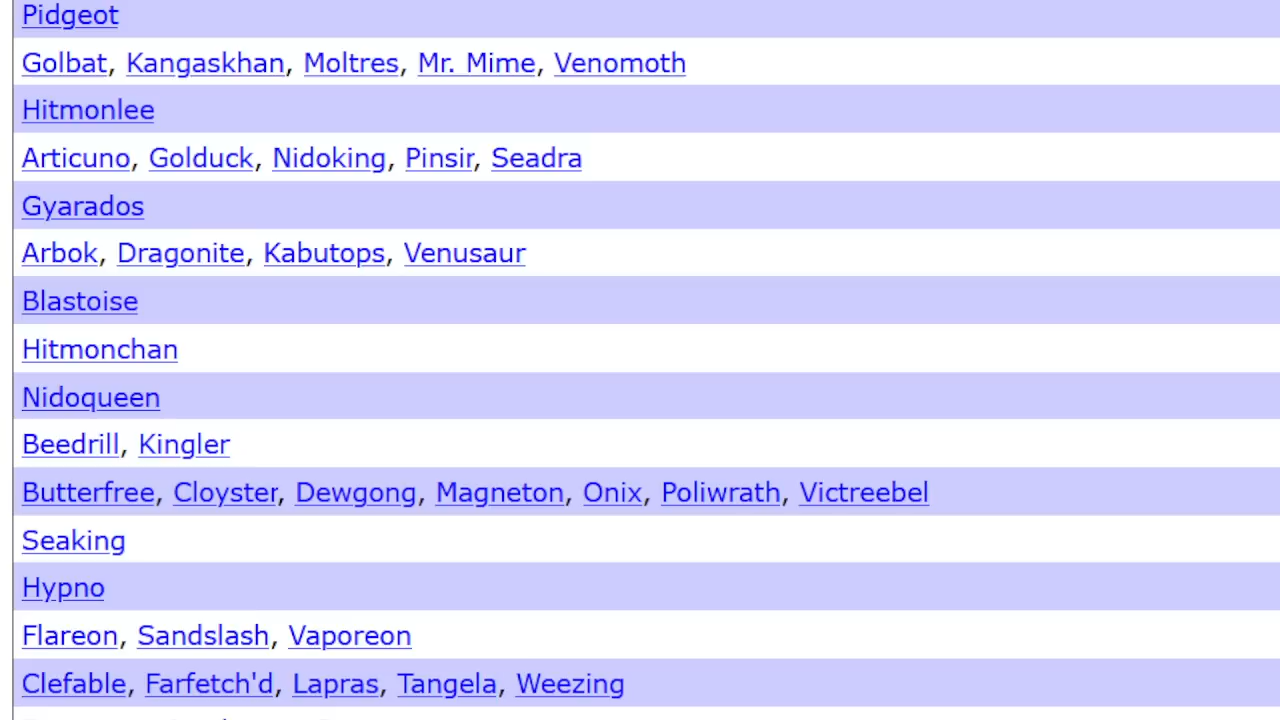 Pidgeot
Golbat, Kangaskhan, Moltres, Mr. Mime, Venomoth
Hitmonlee
Articuno, Golduck, Nidoking, Pinsir, Seadra
Gyarados
Arbok, Dragonite, Kabutops, Venusaur
Blastoise
Hitmonchan
Nidoqueen
Beedrill, Kingler
Butterfree, Cloyster, Dewgong, Magneton, Onix, Poliwrath, Victreebel
Seaking
Hypno
Flareon, Sandslash, Vaporeon
Clefable, Farfetch'd, Lapras, Tangela, Weezing